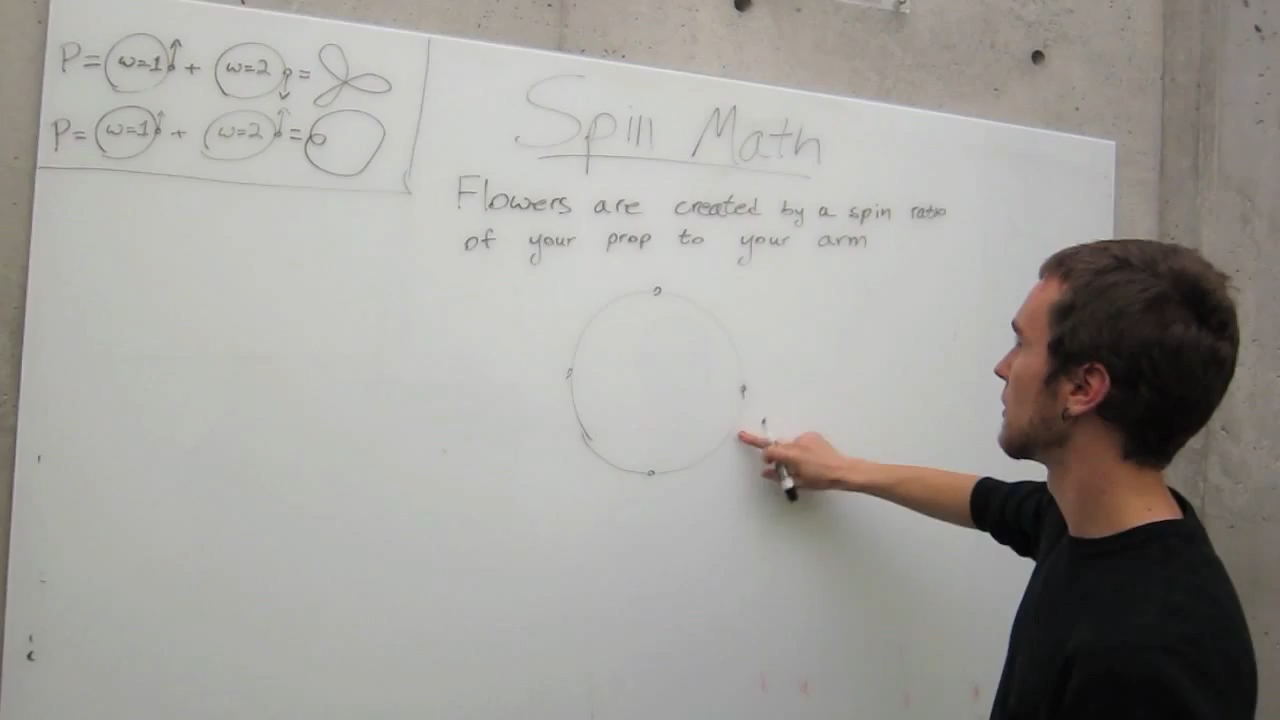 P = ω=1 + ω=2 =
P = ω=1 + ω=2 =
Spin Math
Flowers are created by a spin ratio
of your prop to your arm